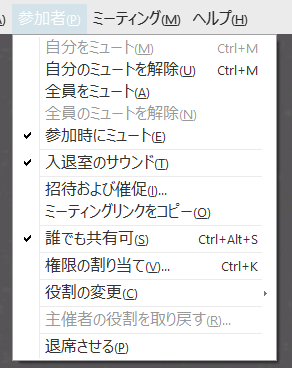 A) 参加者(P) ミーティング(M) ヘルプ(H)
自分をミュート(M) Ctrl+M
自分のミュートを解除(U) Ctrl+M
全員をミュート(A)
全員のミュートを解除(N)
✓ 参加時にミュート(E)
✓ 入退室のサウンド(T)
招待および催促(I)...
ミーティングリンクをコピー(O)
✓ 誰でも共有可(S) Ctrl+Alt+S
権限の割り当て(V)... Ctrl+K
役割の変更(C)
主催者の役割を取り戻す(R)...
退席させる(P)